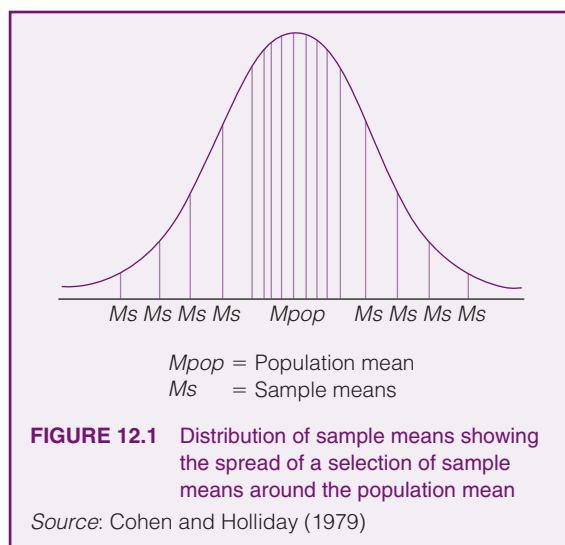 Ms Ms Ms Ms Mpop Ms Ms Ms Ms
Mpop = Population mean
Ms = Sample means
FIGURE 12.1 Distribution of sample means showing
the spread of a selection of sample
means around the population mean
Source: Cohen and Holliday (1979)